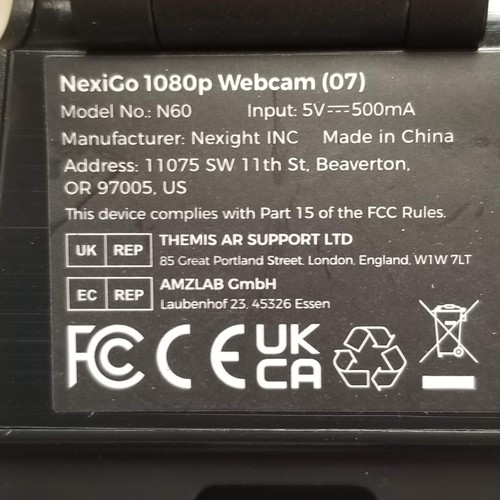 NexiGo 1080p Webcam (07)
Model No.: N60 Input: 5V⎓500mA
Manufacturer: Nexight INC Made in China
Address: 11075 SW 11th St, Beaverton,
OR 97005, US
This device complies with Part 15 of the FCC Rules.
UK REP THEMIS AR SUPPORT LTD
85 Great Portland Street, London, England, W1W 7LT
EC REP AMZLAB GmbH
Laubenhof 23, 45326 Essen
FC CE UK
CA